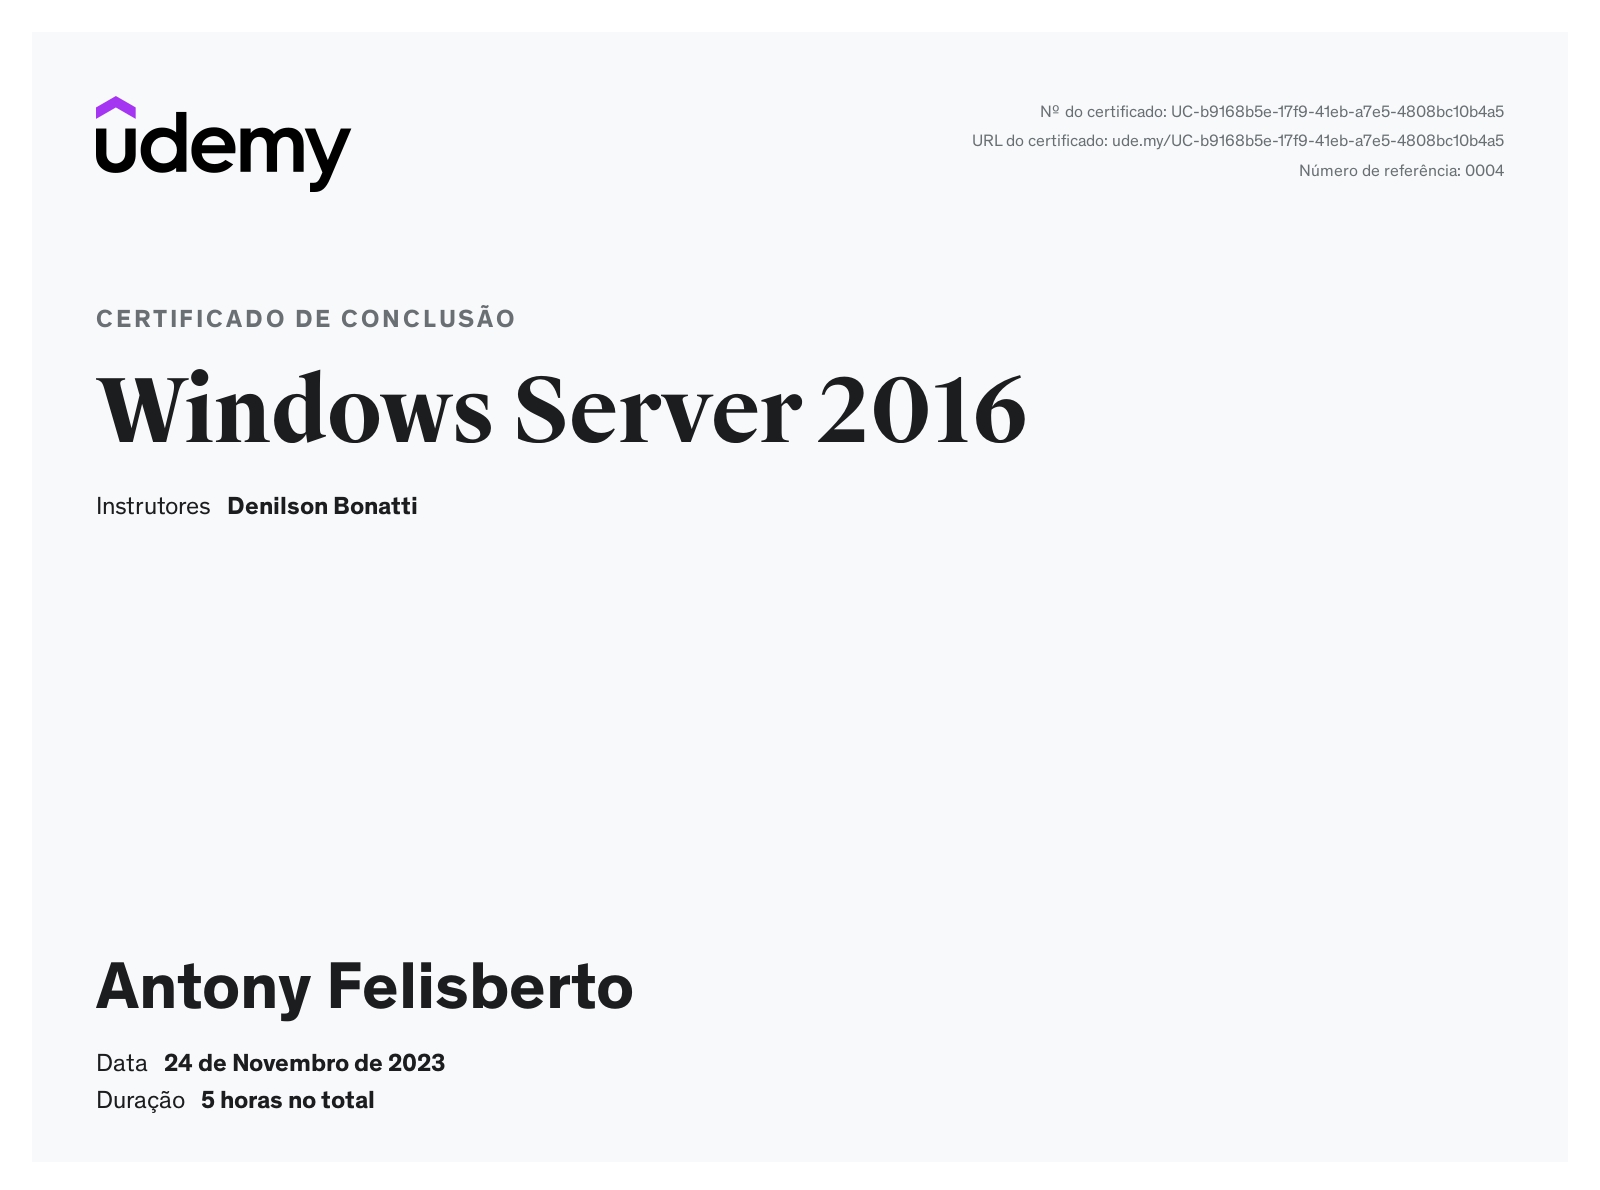 udemy
Nº do certificado: UC-b9168b5e-17f9-41eb-a7e5-4808bc10b4a5
URL do certificado: ude.my/UC-b9168b5e-17f9-41eb-a7e5-4808bc10b4a5
Número de referência: 0004
CERTIFICADO DE CONCLUSÃO
Windows Server 2016
Instrutores Denilson Bonatti
Antony Felisberto
Data 24 de Novembro de 2023
Duração 5 horas no total